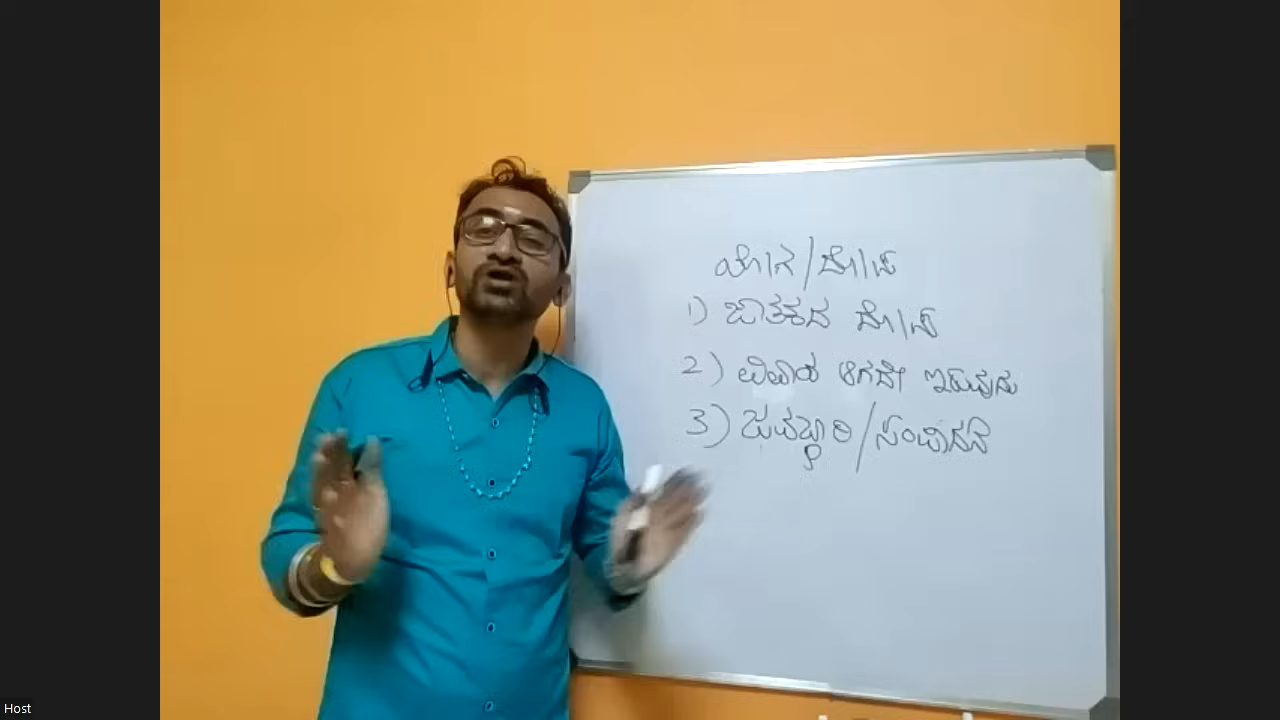 ಯೋಗ/ದೋಷ
1) ಜಾತಕದ ದೋಷ
2) ವಿವಾಹ ಆಗದೇ ಇರುವುದು
3) ಜವಬ್ದಾರಿ/ಸಂಪಾದನೆ
Host